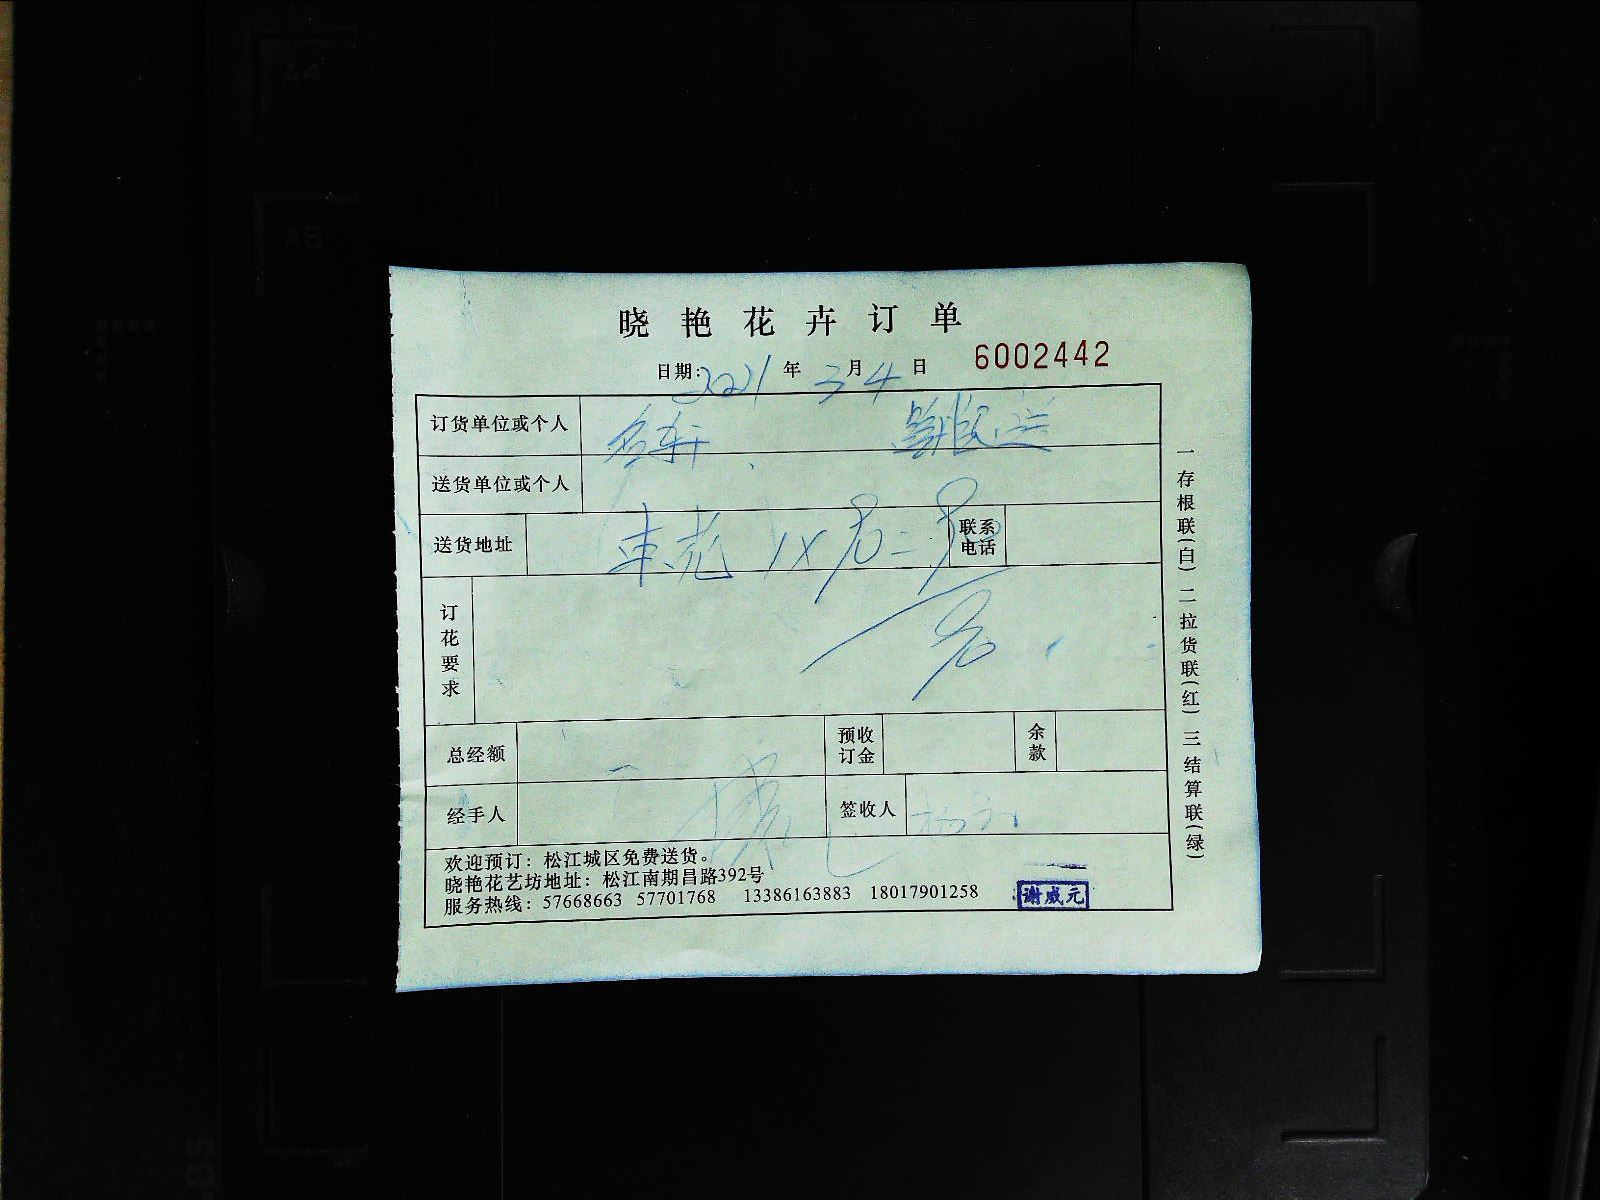 A4
A5
晓艳花卉订单
日期:2021年3月4日
6002442
订货单位或个人
送货单位或个人
送货地址
联系电话
订花要求
总经额
预收订金
余款
经手人
签收人
欢迎预订：松江城区免费送货。
晓艳花艺坊地址：松江南期昌路392号
服务热线：57668663 57701768 13386163883 18017901258
谢威元
一存根联(白)二拉货联(红)三结算联(绿)